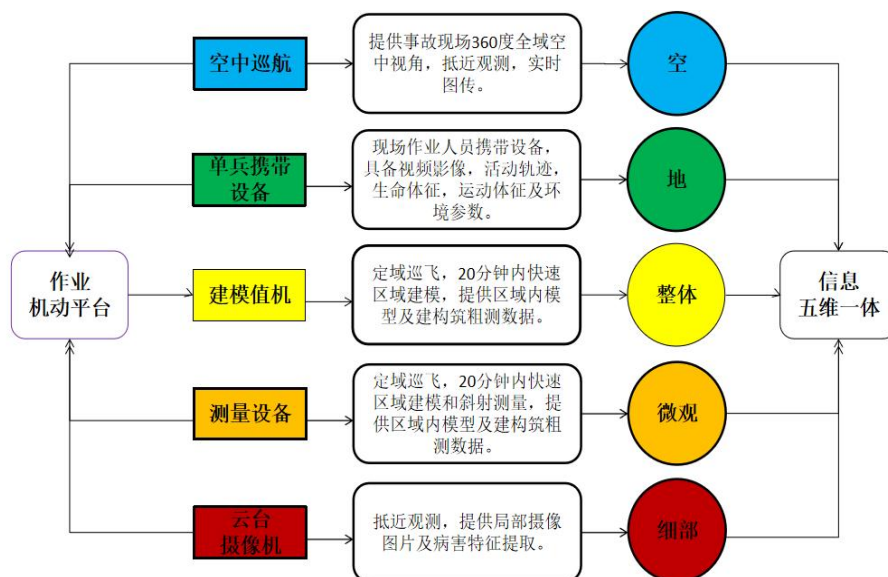 空中巡航
提供事故现场360度全域空
中视角，抵近观测，实时
图传。
空
单兵携带
设备
现场作业人员携带设备，
具备视频影像，活动轨迹，
生命体征，运动体征及环
境参数。
地
作业
机动平台
建模值机
定域巡飞，20分钟内快速
区域建模，提供区域内模
型及建构筑粗测数据。
整体
信息
五维一体
测量设备
定域巡飞，20分钟内快速
区域建模和斜射测量，提
供区域内模型及建构筑粗
测数据。
微观
云台
摄像机
抵近观测，提供局部摄像
图片及病害特征提取。
细部